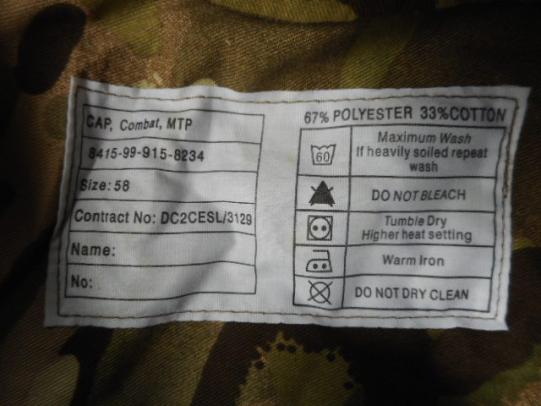 CAP, Combat, MTP
8415-99-915-8234
Size: 58
Contract No: DC2CESL/3129
Name:
No:
67% POLYESTER 33%COTTON
60
Maximum Wash
If heavily soiled repeat
wash
DO NOT BLEACH
Tumble Dry
Higher heat setting
Warm Iron
DO NOT DRY CLEAN